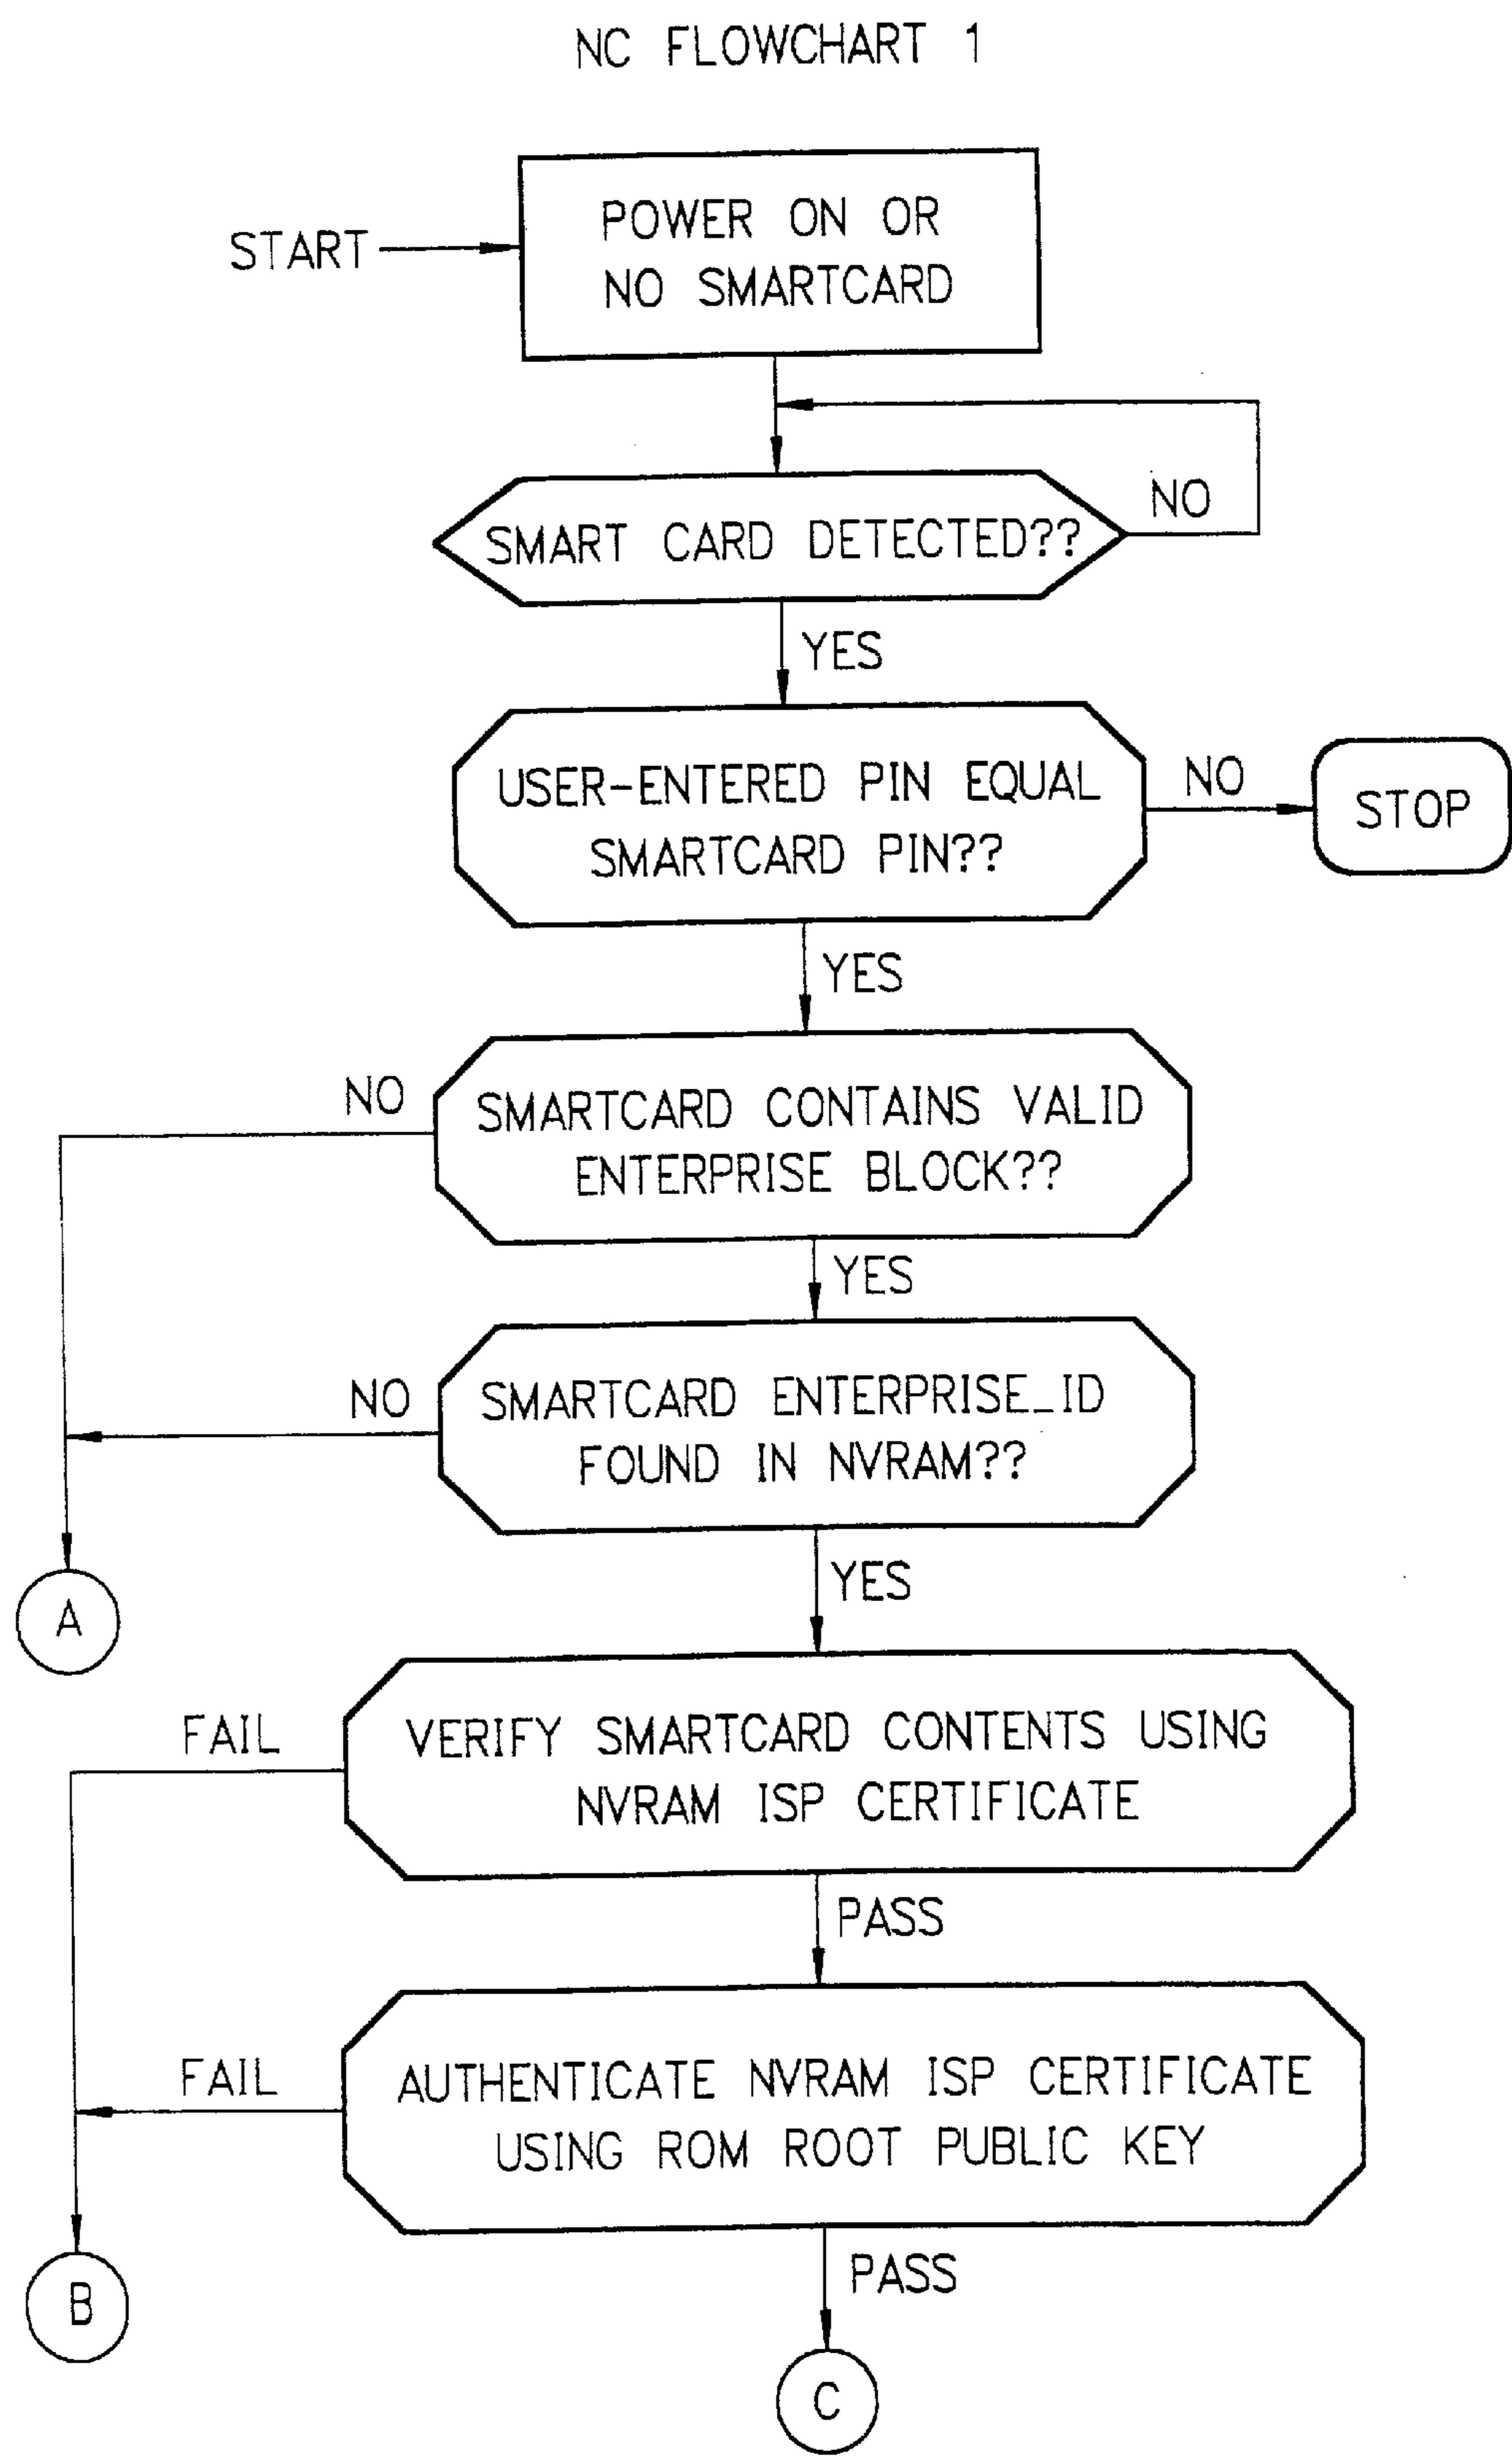 NC FLOWCHART 1
START
POWER ON OR
NO SMARTCARD
SMART CARD DETECTED??
NO
YES
USER-ENTERED PIN EQUAL
SMARTCARD PIN??
NO
STOP
YES
SMARTCARD CONTAINS VALID
ENTERPRISE BLOCK??
NO
YES
SMARTCARD ENTERPRISE_ID
FOUND IN NVRAM??
NO
YES
A
VERIFY SMARTCARD CONTENTS USING
NVRAM ISP CERTIFICATE
FAIL
PASS
AUTHENTICATE NVRAM ISP CERTIFICATE
USING ROM ROOT PUBLIC KEY
FAIL
PASS
B
C